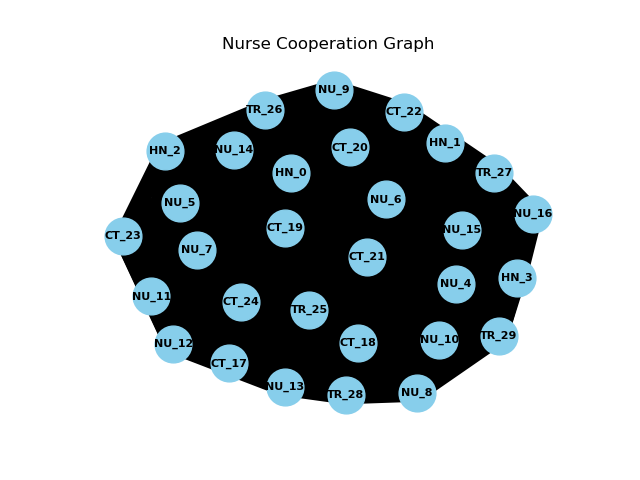 Nurse Cooperation Graph
NU_9
TR_26
CT_22
HN_1
CT_20
NU_14
HN_2
HN_0
TR_27
NU_6
NU_5
NU_16
CT_19
NU_15
CT_23
NU_7
CT_21
HN_3
NU_4
NU_11
CT_24
TR_25
TR_29
NU_10
CT_18
NU_12
CT_17
NU_13
NU_8
TR_28